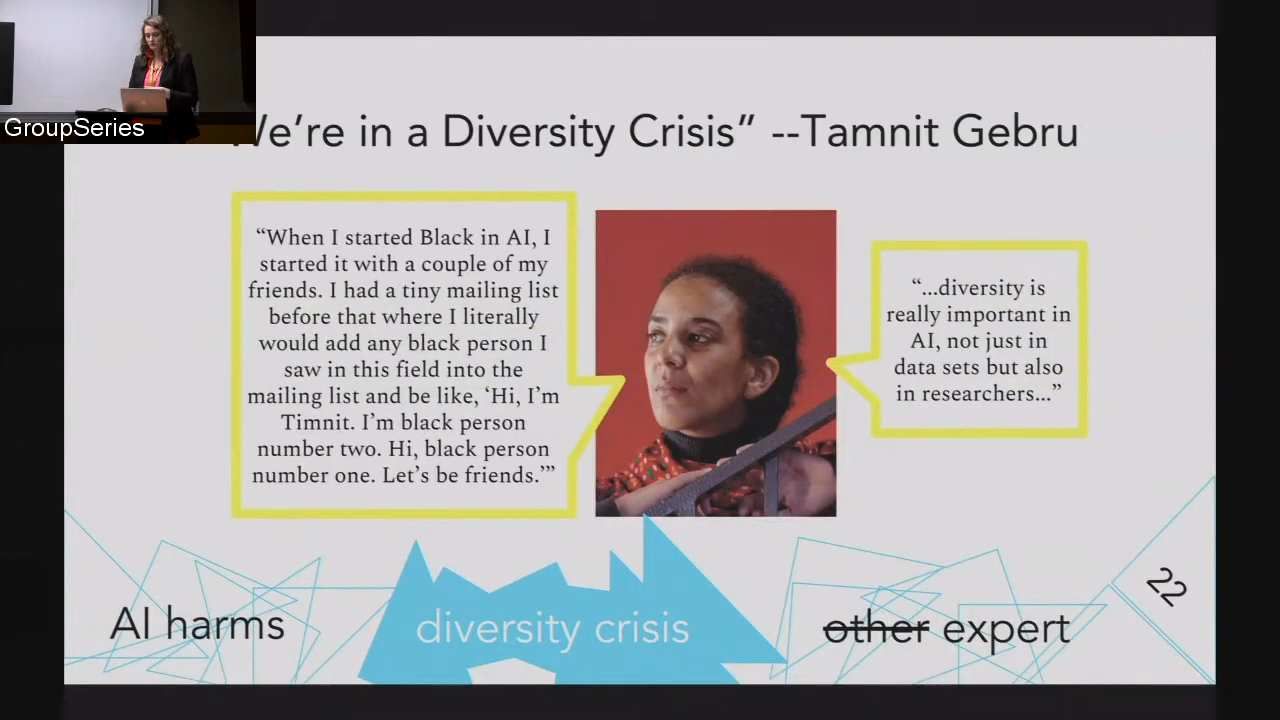 GroupSeries
We're in a Diversity Crisis” --Tamnit Gebru
“When I started Black in AI, I
started it with a couple of my
friends. I had a tiny mailing list
before that where I literally
would add any black person I
saw in this field into the
mailing list and be like, ‘Hi, I’m
Timnit. I’m black person
number two. Hi, black person
number one. Let’s be friends.’”
“...diversity is
really important in
AI, not just in
data sets but also
in researchers...”
AI harms
diversity crisis
other expert
22